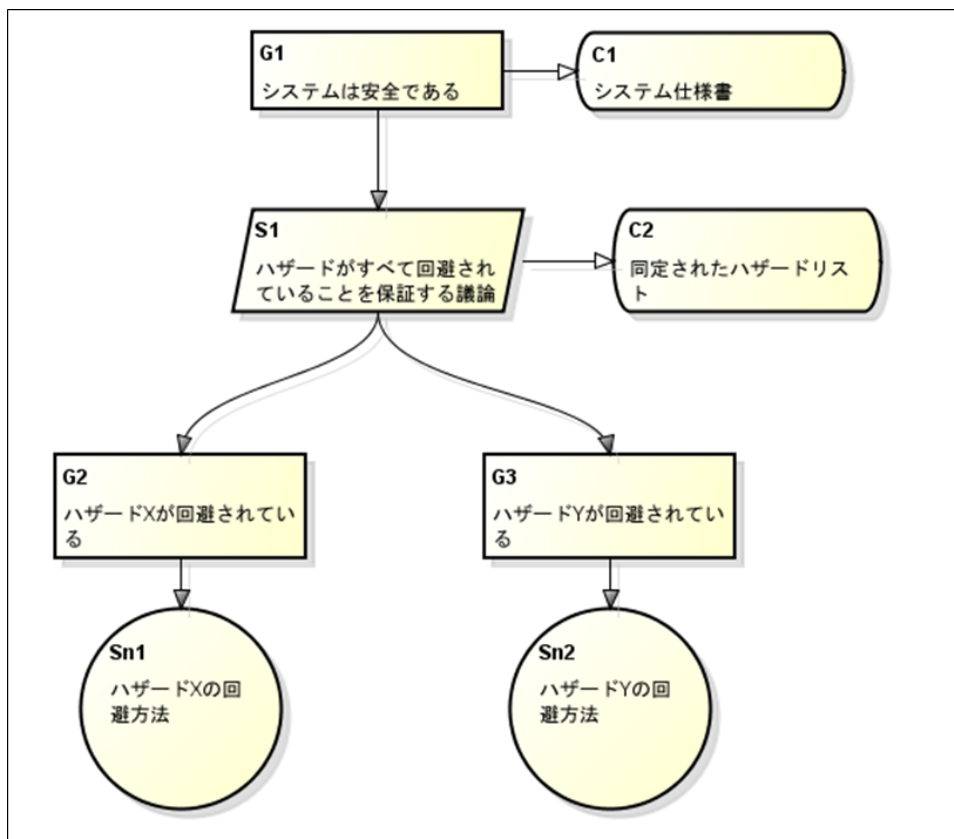 G1
システムは安全である
C1
システム仕様書
S1
ハザードがすべて回避され
ていることを保証する議論
C2
同定されたハザードリス
ト
G2
ハザードXが回避されてい
る
G3
ハザードYが回避されてい
る
Sn1
ハザードXの回
避方法
Sn2
ハザードYの回
避方法